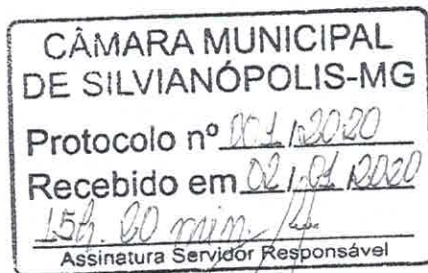 CÂMARA MUNICIPAL
DE SILVIANÓPOLIS-MG
Protocolo nº 001/2020
Recebido em 02/01/2020
15h. 20 min.
Assinatura Servidor Responsável